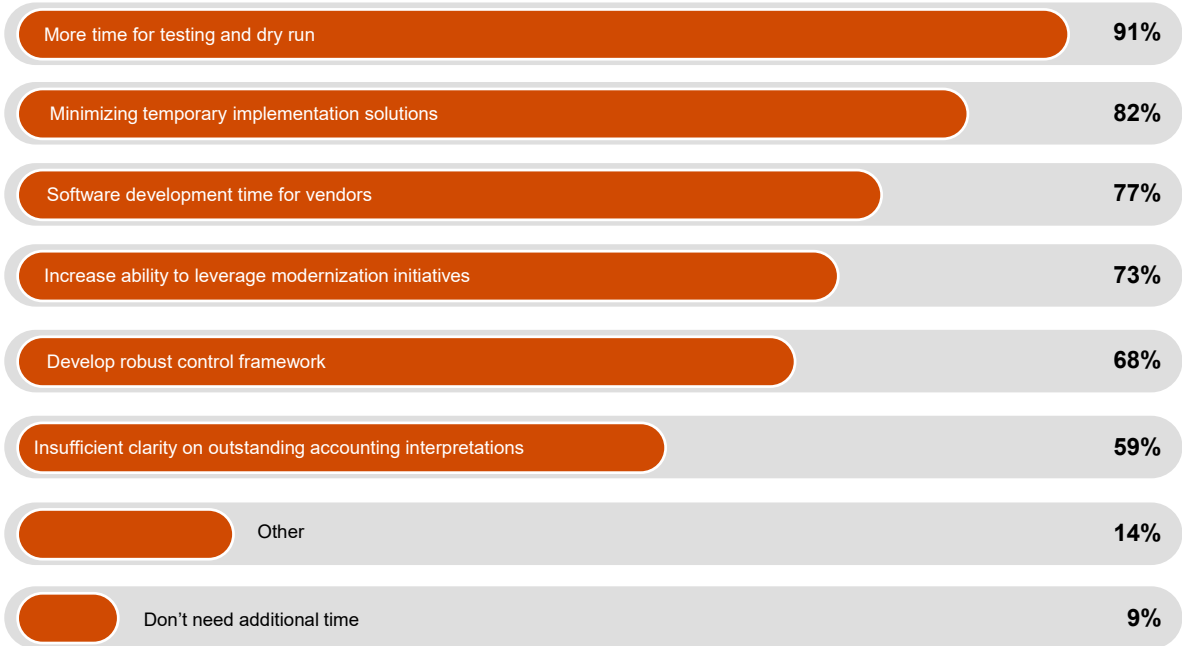 More time for testing and dry run 91%
Minimizing temporary implementation solutions 82%
Software development time for vendors 77%
Increase ability to leverage modernization initiatives 73%
Develop robust control framework 68%
Insufficient clarity on outstanding accounting interpretations 59%
Other 14%
Don’t need additional time 9%